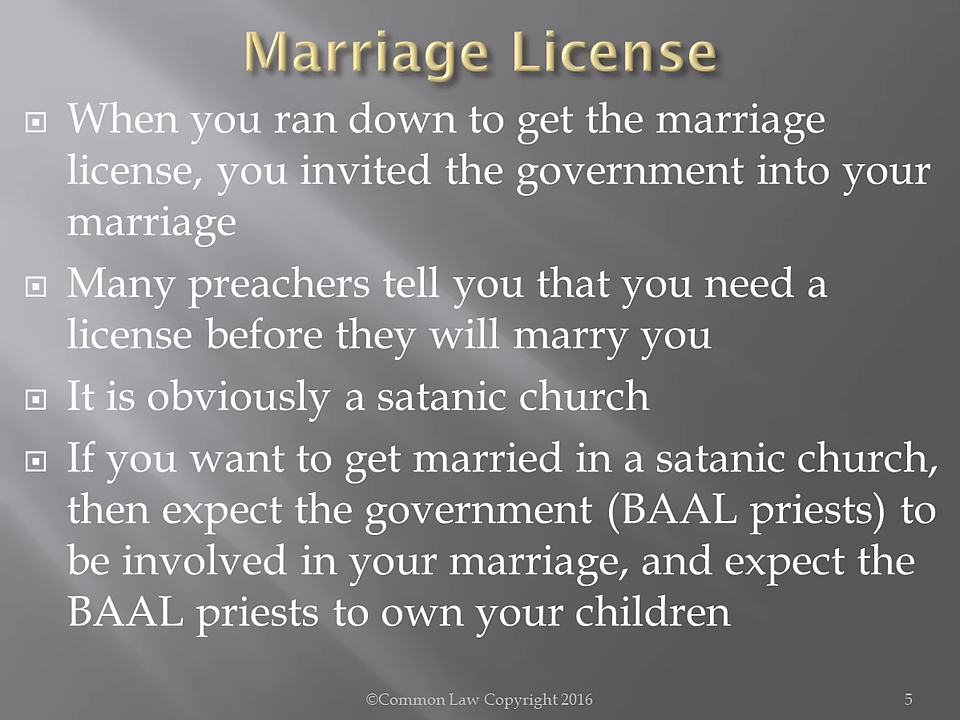 Marriage License
When you ran down to get the marriage
license, you invited the government into your
marriage
Many preachers tell you that you need a
license before they will marry you
It is obviously a satanic church
If you want to get married in a satanic church,
then expect the government (BAAL priests) to
be involved in your marriage, and expect the
BAAL priests to own your children
©Common Law Copyright 2016
5